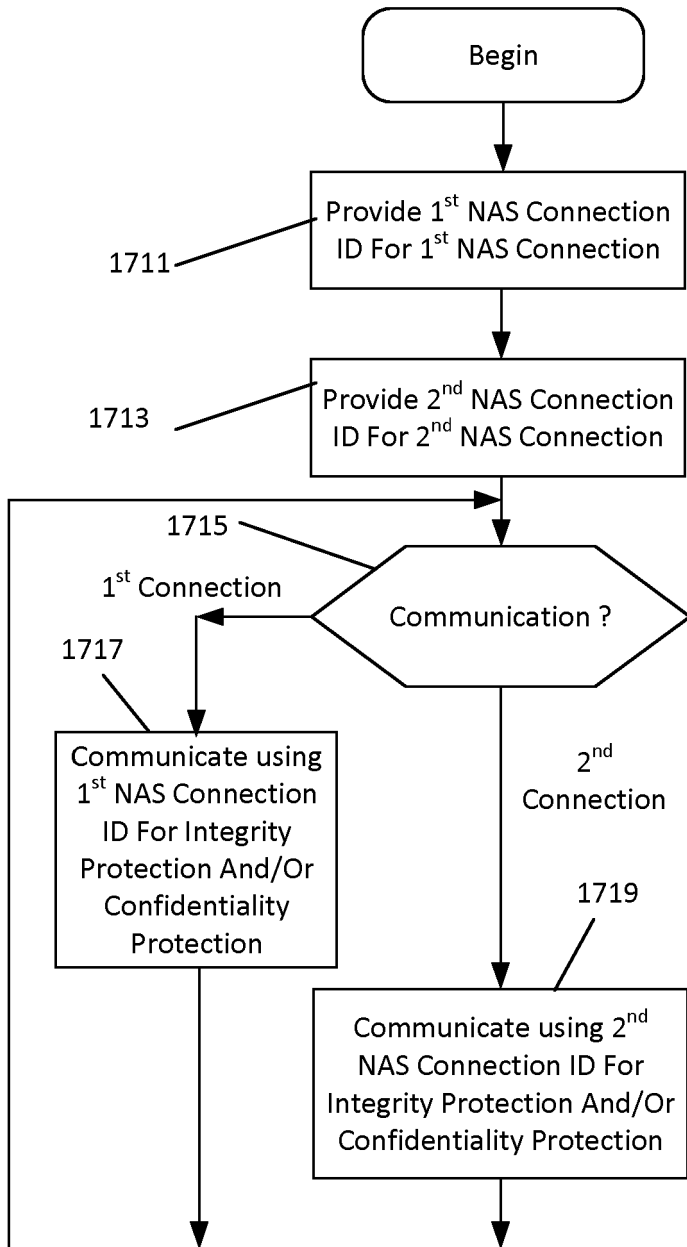 Begin
Provide 1st NAS Connection
ID For 1st NAS Connection
1711
Provide 2nd NAS Connection
ID For 2nd NAS Connection
1713
1715
1st Connection
Communication ?
1717
Communicate using
1st NAS Connection
ID For Integrity
Protection And/Or
Confidentiality
Protection
2nd
Connection
1719
Communicate using 2nd
NAS Connection ID For
Integrity Protection And/Or
Confidentiality Protection